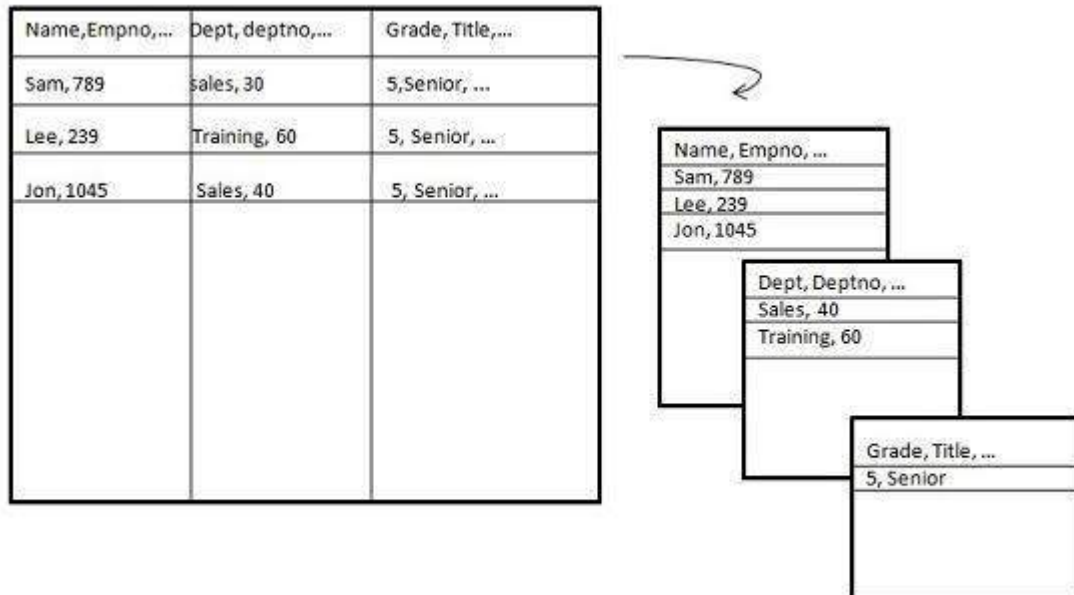 Name,Empno,... Dept, deptno,... Grade, Title,...
Sam, 789 sales, 30 5,Senior, ...
Lee, 239 Training, 60 5, Senior, ...
Jon, 1045 Sales, 40 5, Senior, ...
Name, Empno, ...
Sam, 789
Lee, 239
Jon, 1045
Dept, Deptno, ...
Sales, 40
Training, 60
Grade, Title, ...
5, Senior